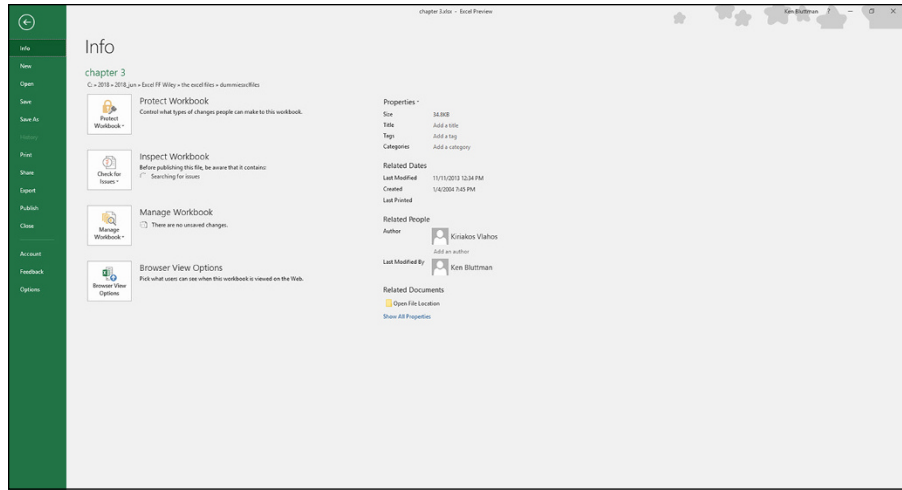 chapter 3.xlsx - Excel Preview
Ken Bluttman ?
Info
New
Open
Save
Save As
History
Print
Share
Export
Publish
Close
Account
Feedback
Options
Info
chapter 3
C: » 2018 » 2018_jun » Excel FF Wiley » the excel files » dummiesxclfiles
Protect Workbook
Protect Workbook
Control what types of changes people can make to this workbook.
Check for Issues
Inspect Workbook
Before publishing this file, be aware that it contains:
Searching for issues
Manage Workbook
Manage Workbook
There are no unsaved changes.
Browser View Options
Browser View Options
Pick what users can see when this workbook is viewed on the Web.
Properties
Size 34.8KB
Title Add a title
Tags Add a tag
Categories Add a category
Related Dates
Last Modified 11/11/2013 12:34 PM
Created 1/4/2004 7:45 PM
Last Printed
Related People
Author Kiriakos Vlahos
Add an author
Last Modified By Ken Bluttman
Related Documents
Open File Location
Show All Properties